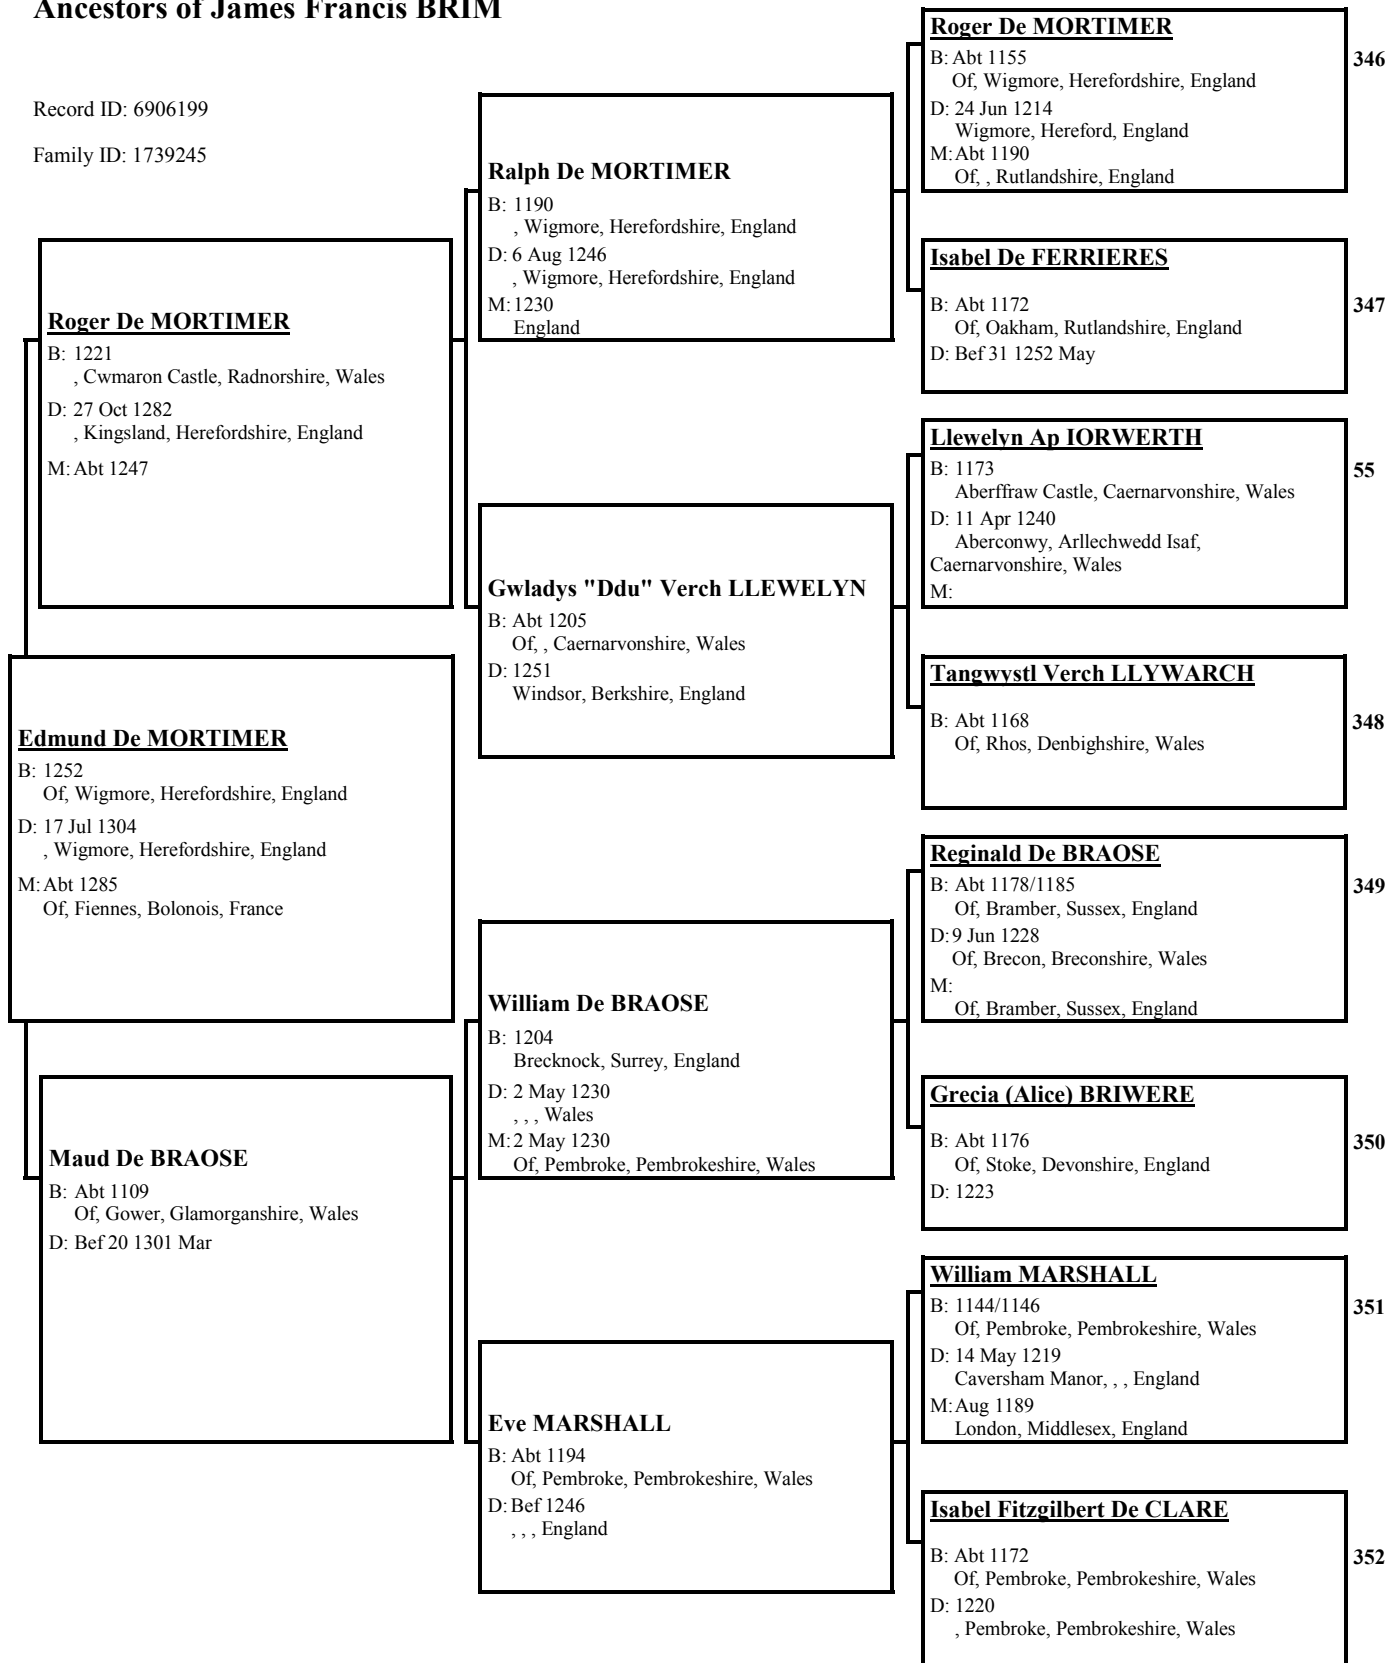 Ancestors of James Francis BRIM
Record ID: 6906199
Family ID: 1739245
Edmund De MORTIMER
B: 1252
Of, Wigmore, Herefordshire, England
D: 17 Jul 1304
, Wigmore, Herefordshire, England
M: Abt 1285
Of, Fiennes, Bolonois, France
Roger De MORTIMER
B: 1221
, Cwmaron Castle, Radnorshire, Wales
D: 27 Oct 1282
, Kingsland, Herefordshire, England
M: Abt 1247
Maud De BRAOSE
B: Abt 1109
Of, Gower, Glamorganshire, Wales
D: Bef 20 1301 Mar
Ralph De MORTIMER
B: 1190
, Wigmore, Herefordshire, England
D: 6 Aug 1246
, Wigmore, Herefordshire, England
M: 1230
England
Gwladys "Ddu" Verch LLEWELYN
B: Abt 1205
Of, , Caernarvonshire, Wales
D: 1251
Windsor, Berkshire, England
William De BRAOSE
B: 1204
Brecknock, Surrey, England
D: 2 May 1230
, , , Wales
M: 2 May 1230
Of, Pembroke, Pembrokeshire, Wales
Eve MARSHALL
B: Abt 1194
Of, Pembroke, Pembrokeshire, Wales
D: Bef 1246
, , , England
Roger De MORTIMER
B: Abt 1155
Of, Wigmore, Herefordshire, England
D: 24 Jun 1214
Wigmore, Hereford, England
M: Abt 1190
Of, , Rutlandshire, England
346
Isabel De FERRIERES
B: Abt 1172
Of, Oakham, Rutlandshire, England
D: Bef 31 1252 May
347
Llewelyn Ap IORWERTH
B: 1173
Aberffraw Castle, Caernarvonshire, Wales
D: 11 Apr 1240
Aberconwy, Arllechwedd Isaf,
Caernarvonshire, Wales
M:
55
Tangwystl Verch LLYWARCH
B: Abt 1168
Of, Rhos, Denbighshire, Wales
348
Reginald De BRAOSE
B: Abt 1178/1185
Of, Bramber, Sussex, England
D: 9 Jun 1228
Of, Brecon, Breconshire, Wales
M:
Of, Bramber, Sussex, England
349
Grecia (Alice) BRIWERE
B: Abt 1176
Of, Stoke, Devonshire, England
D: 1223
350
William MARSHALL
B: 1144/1146
Of, Pembroke, Pembrokeshire, Wales
D: 14 May 1219
Caversham Manor, , , England
M: Aug 1189
London, Middlesex, England
351
Isabel Fitzgilbert De CLARE
B: Abt 1172
Of, Pembroke, Pembrokeshire, Wales
D: 1220
, Pembroke, Pembrokeshire, Wales
352